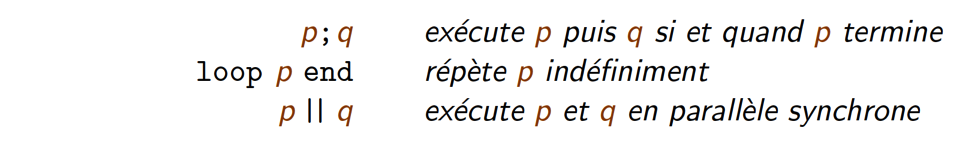 p ; q exécute p puis q si et quand p termine
loop p end répète p indéfiniment
p || q exécute p et q en parallèle synchrone